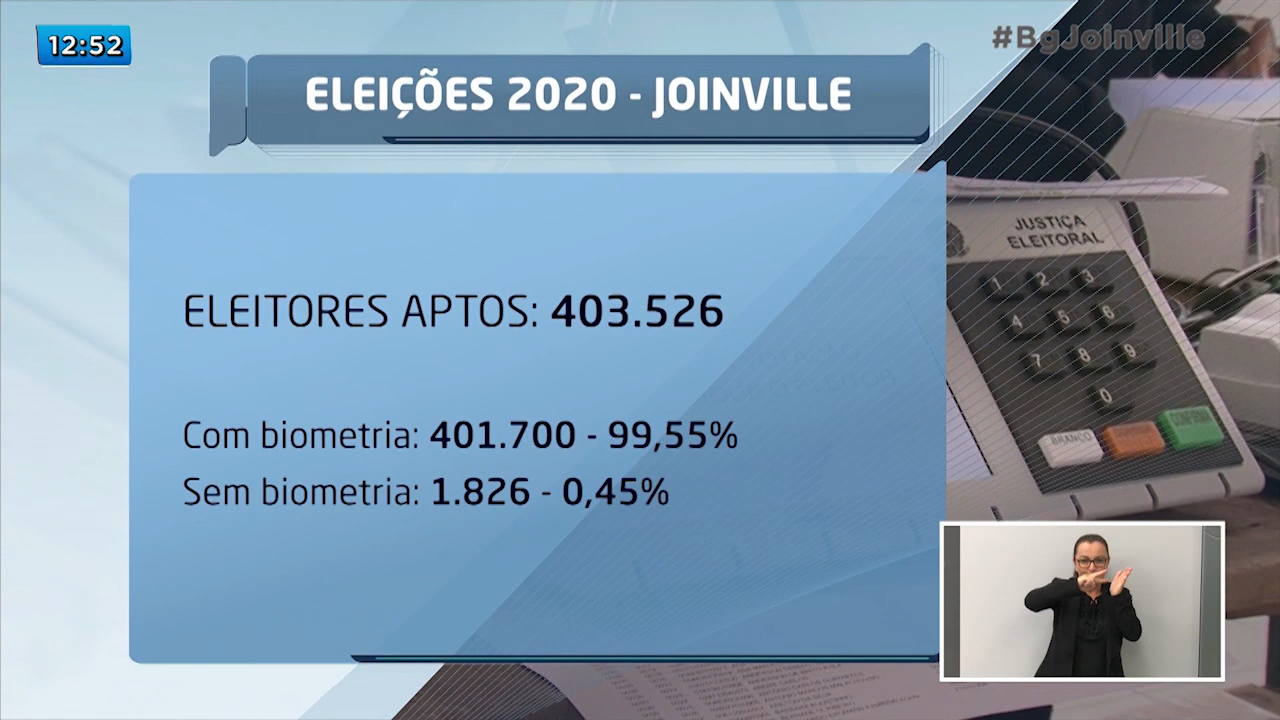 12:52
#BgJoinville
ELEIÇÕES 2020 - JOINVILLE
JUSTIÇA
ELEITORAL
1 2 3
4 5 6
7 8 9
0
BRANCO
CONFIRMA
ELEITORES APTOS: 403.526
Com biometria: 401.700 - 99,55%
Sem biometria: 1.826 - 0,45%